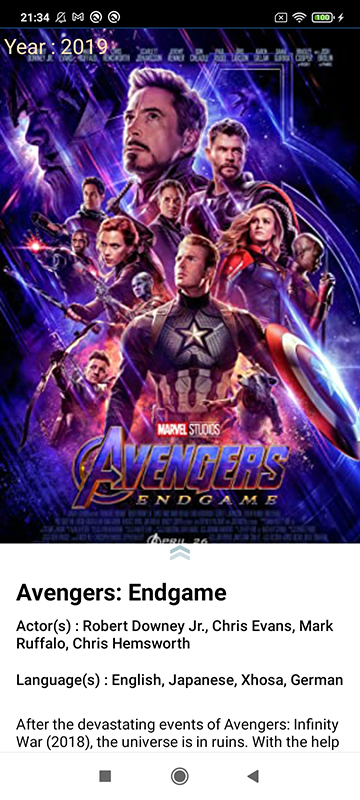 21:34
100
Year : 2019
MARVEL STUDIOS
AVENGERS
ENDGAME
APRIL 26
Avengers: Endgame
Actor(s) : Robert Downey Jr., Chris Evans, Mark
Ruffalo, Chris Hemsworth
Language(s) : English, Japanese, Xhosa, German
After the devastating events of Avengers: Infinity
War (2018), the universe is in ruins. With the help